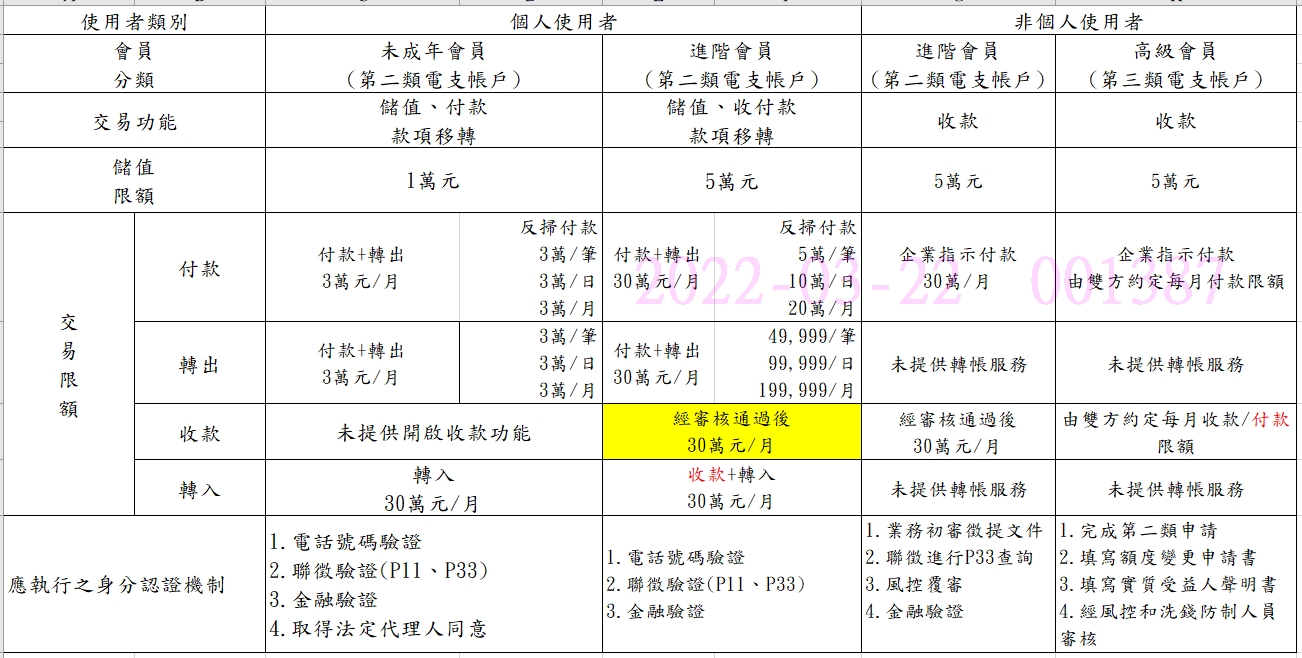 使用者類別
個人使用者
非個人使用者
會員
分類
未成年會員
(第二類電支帳戶)
進階會員
(第二類電支帳戶)
進階會員
(第二類電支帳戶)
高級會員
(第三類電支帳戶)
交易功能
儲值、付款
款項移轉
儲值、收付款
款項移轉
收款
收款
儲值
限額
1萬元
5萬元
5萬元
5萬元
交易限額
付款
付款+轉出
3萬元/月
反掃付款
3萬/筆
3萬/日
3萬/月
付款+轉出
30萬元/月
反掃付款
5萬/筆
10萬/日
20萬/月
企業指示付款
30萬/月
企業指示付款
由雙方約定每月付款限額
2022-03-22 001387
轉出
付款+轉出
3萬元/月
3萬/筆
3萬/日
3萬/月
付款+轉出
30萬元/月
49,999/筆
99,999/日
199,999/月
未提供轉帳服務
未提供轉帳服務
收款
未提供開啟收款功能
經審核通過後
30萬元/月
經審核通過後
30萬元/月
由雙方約定每月收款/付款
限額
轉入
轉入
30萬元/月
收款+轉入
30萬元/月
未提供轉帳服務
未提供轉帳服務
應執行之身分認證機制
1.電話號碼驗證
2.聯徵驗證(P11、P33)
3.金融驗證
4.取得法定代理人同意
1.電話號碼驗證
2.聯徵驗證(P11、P33)
3.金融驗證
1.業務初審徵提文件
2.聯徵進行P33查詢
3.風控覆審
4.金融驗證
1.完成第二類申請
2.填寫額度變更申請書
3.填寫實質受益人聲明書
4.經風控和洗錢防制人員
審核